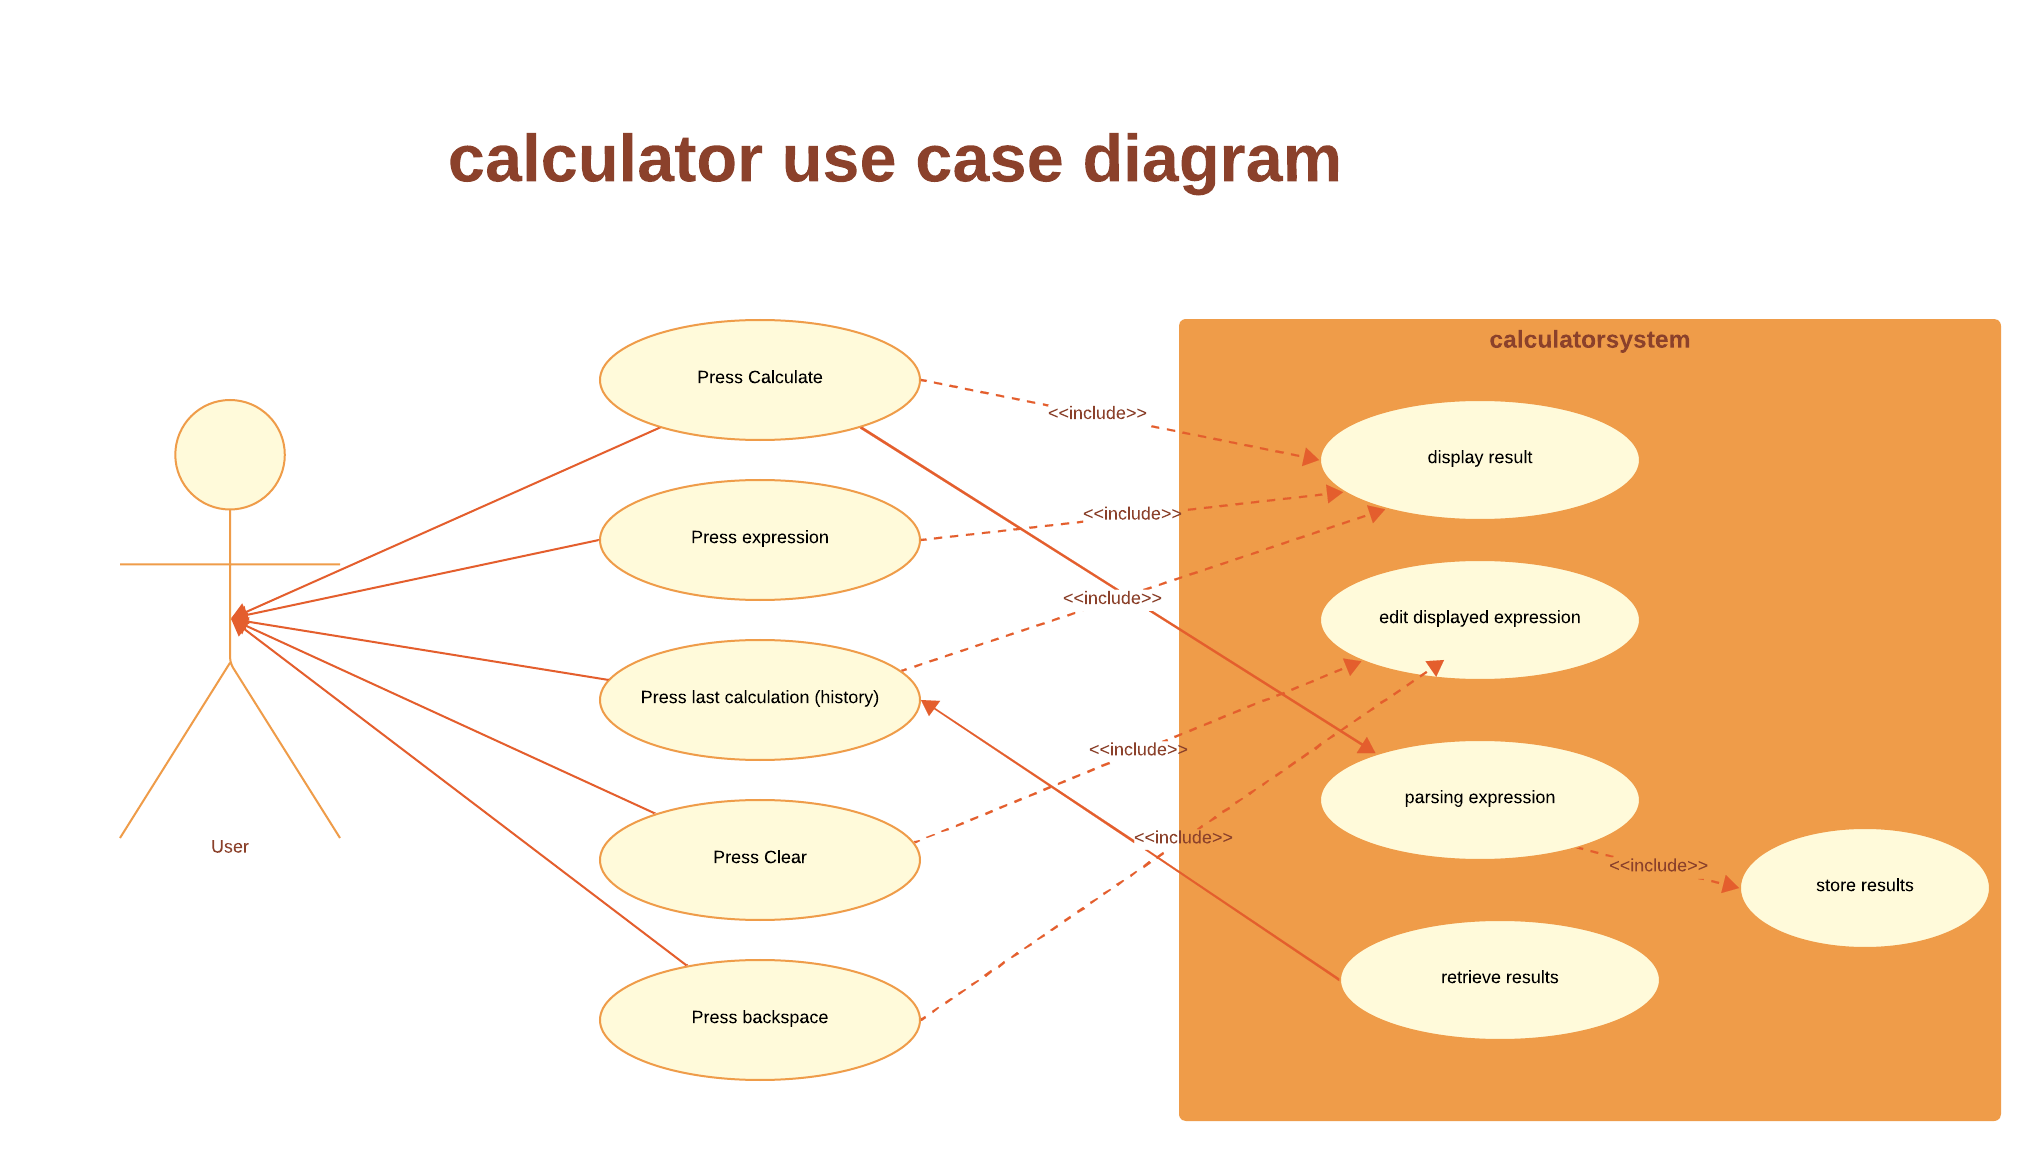 calculator use case diagram
calculatorsystem
Press Calculate
<<include>>
display result
Press expression
<<include>>
<<include>>
edit displayed expression
Press last calculation (history)
<<include>>
parsing expression
<<include>>
Press Clear
User
<<include>>
store results
retrieve results
Press backspace